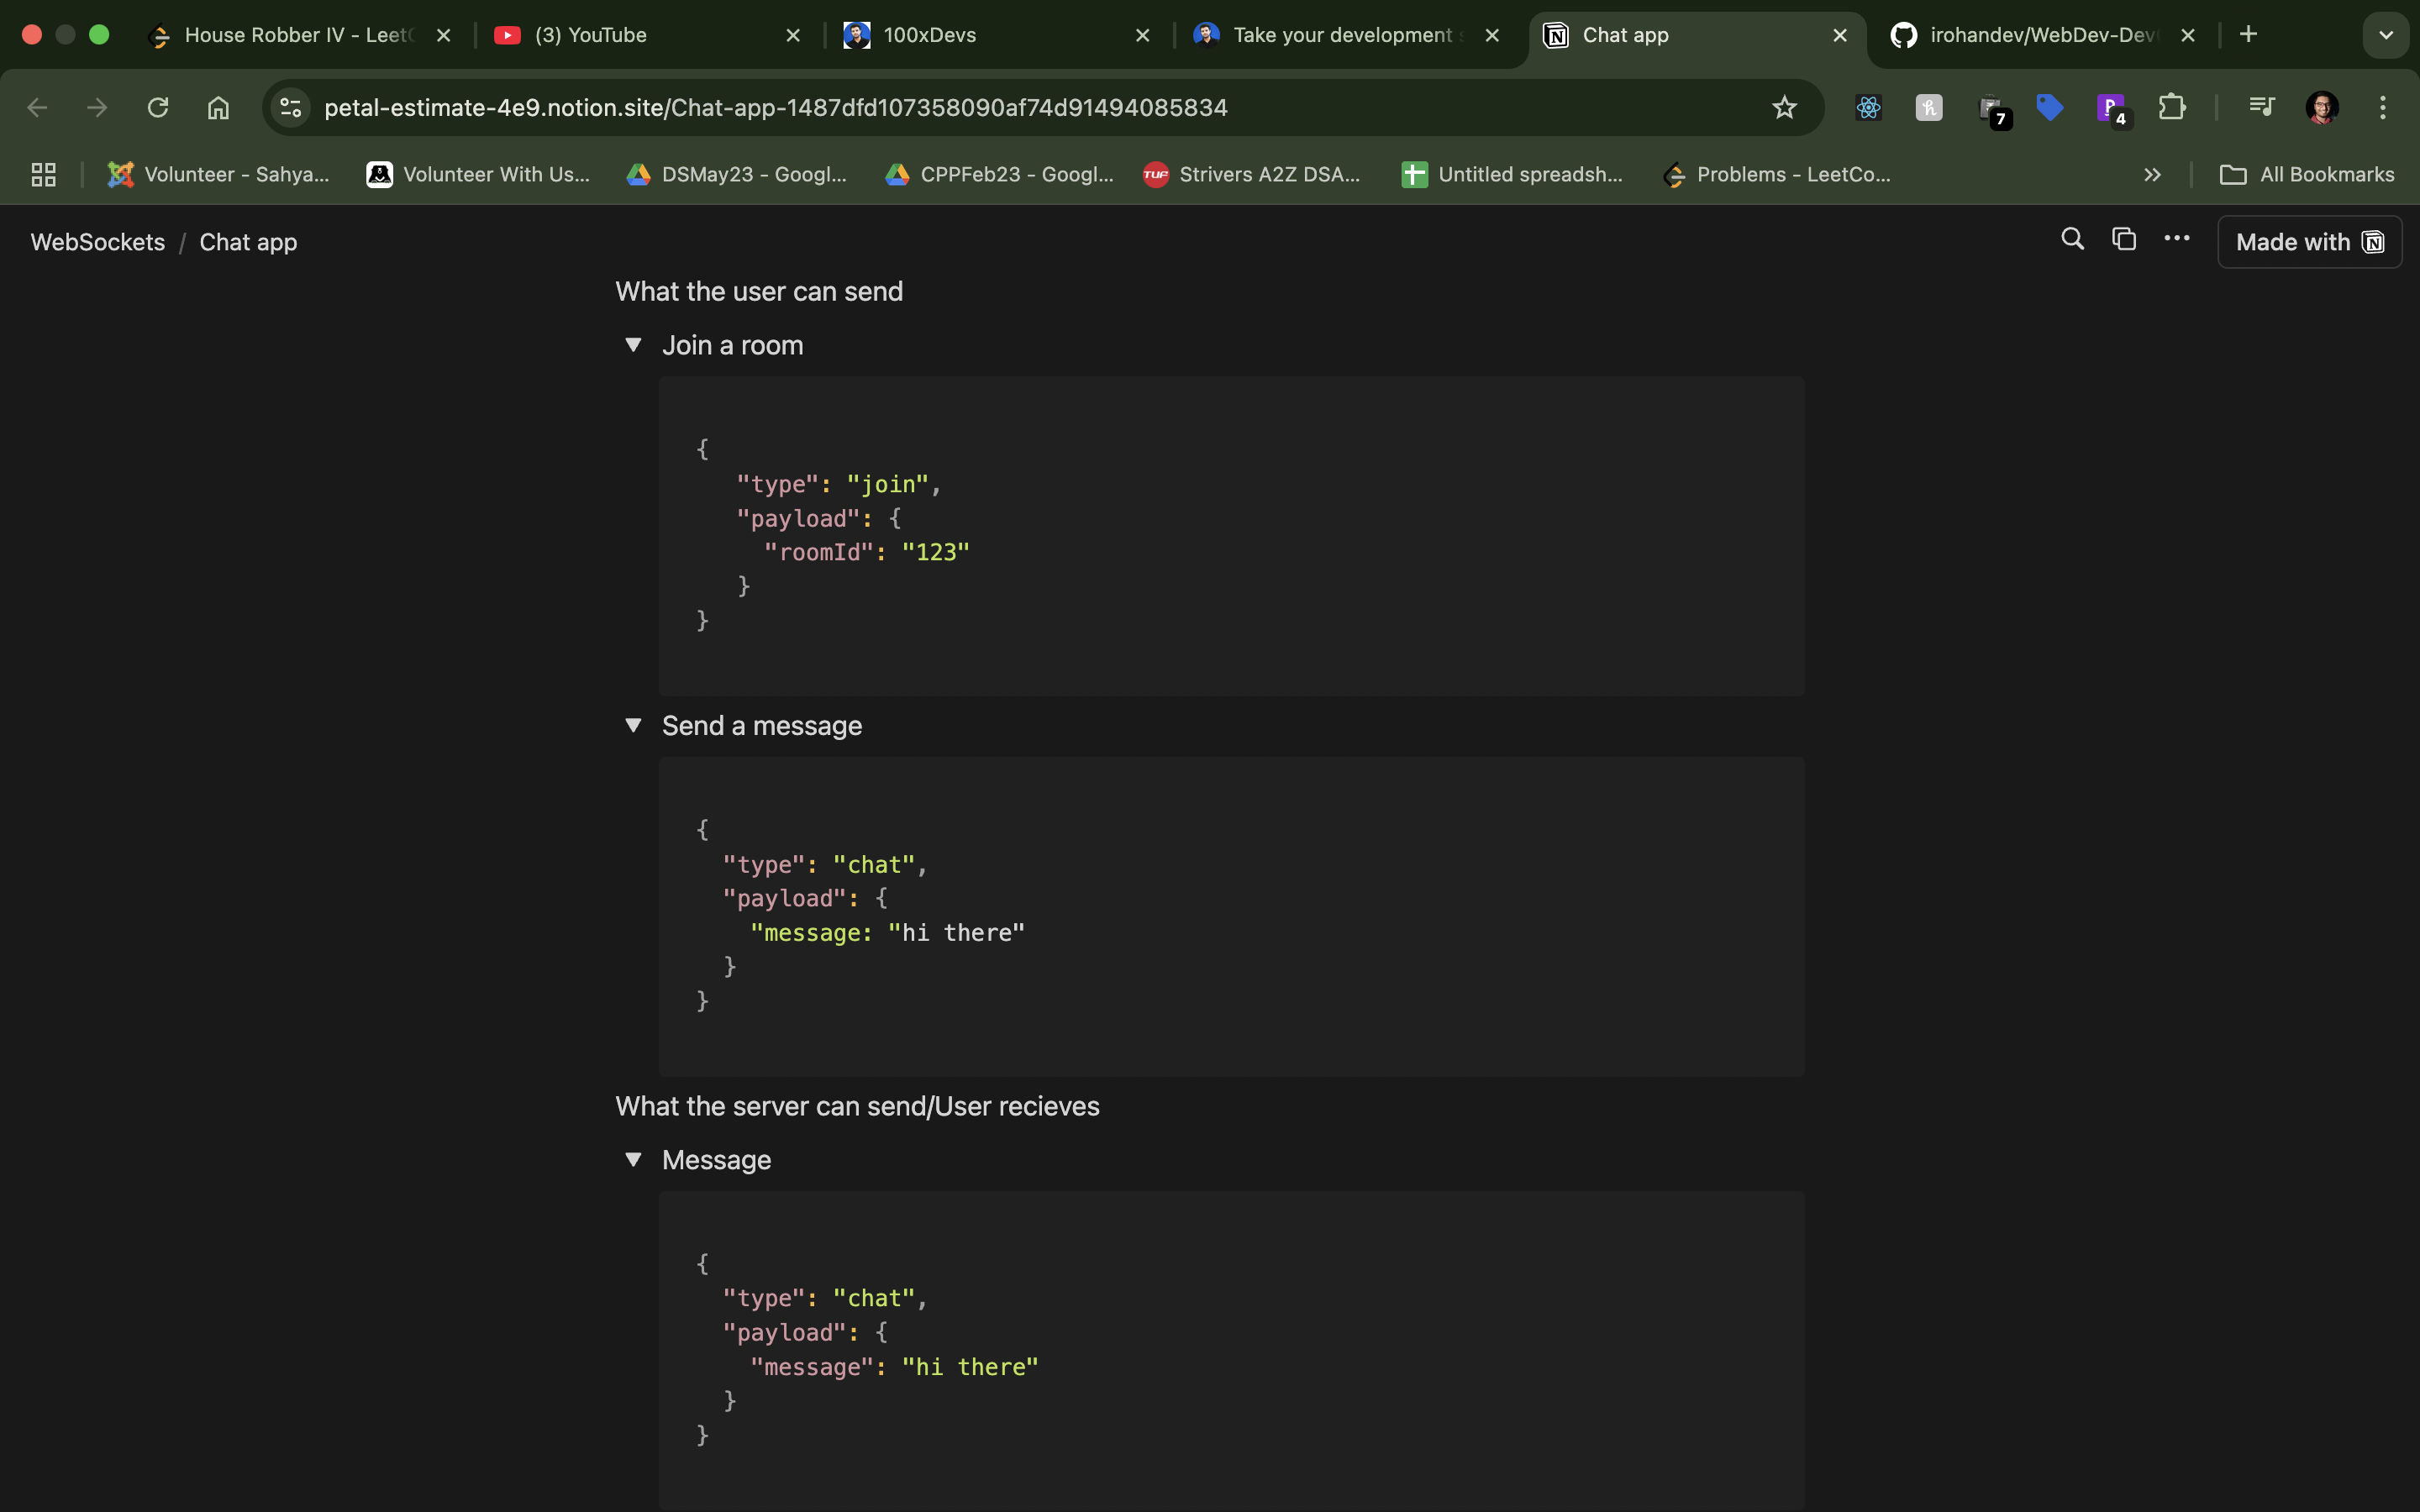 House Robber IV - Leet
(3) YouTube
100xDevs
Take your development
Chat app
irohandev/WebDev-Dev
petal-estimate-4e9.notion.site/Chat-app-1487dfd107358090af74d91494085834
7
4
Volunteer - Sahya...
Volunteer With Us...
DSMay23 - Googl...
CPPFeb23 - Googl...
TUF
Strivers A2Z DSA...
Untitled spreadsh...
Problems - LeetCo...
All Bookmarks
WebSockets / Chat app
Made with
What the user can send
Join a room
{
"type": "join",
"payload": {
"roomId": "123"
}
}
Send a message
{
"type": "chat",
"payload": {
"message: "hi there"
}
}
What the server can send/User recieves
Message
{
"type": "chat",
"payload": {
"message": "hi there"
}
}